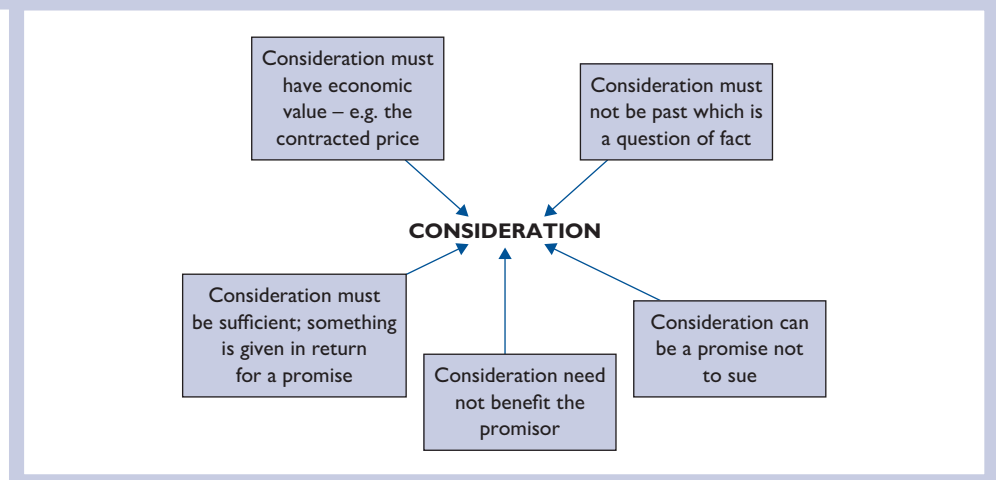 Consideration must
have economic
value – e.g. the
contracted price
Consideration must
not be past which is
a question of fact
CONSIDERATION
Consideration must
be sufficient; something
is given in return
for a promise
Consideration need
not benefit the
promisor
Consideration can
be a promise not
to sue